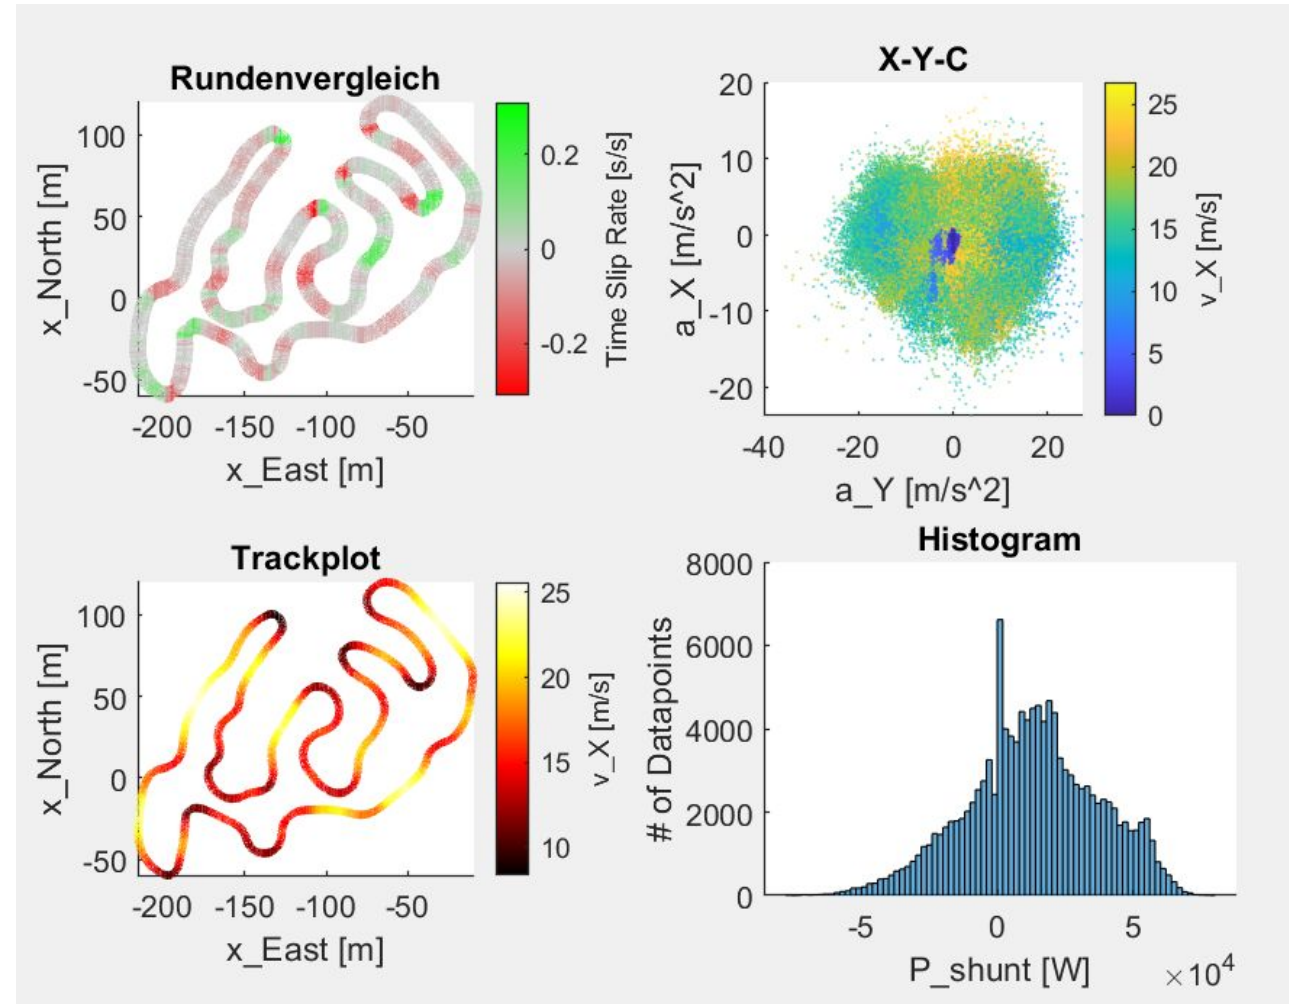 Rundenvergleich
100
50
0
-50
x_North [m]
-200 -150 -100 -50
x_East [m]
0.2
0
-0.2
Time Slip Rate [s/s]
X-Y-C
20
10
0
-10
-20
a_X [m/s^2]
-40 -20 0 20
a_Y [m/s^2]
25
20
15
10
5
0
v_X [m/s]
Trackplot
100
50
0
-50
x_North [m]
-200 -150 -100 -50
x_East [m]
25
20
15
10
v_X [m/s]
Histogram
8000
6000
4000
2000
0
# of Datapoints
-5 0 5
P_shunt [W]
×10^4